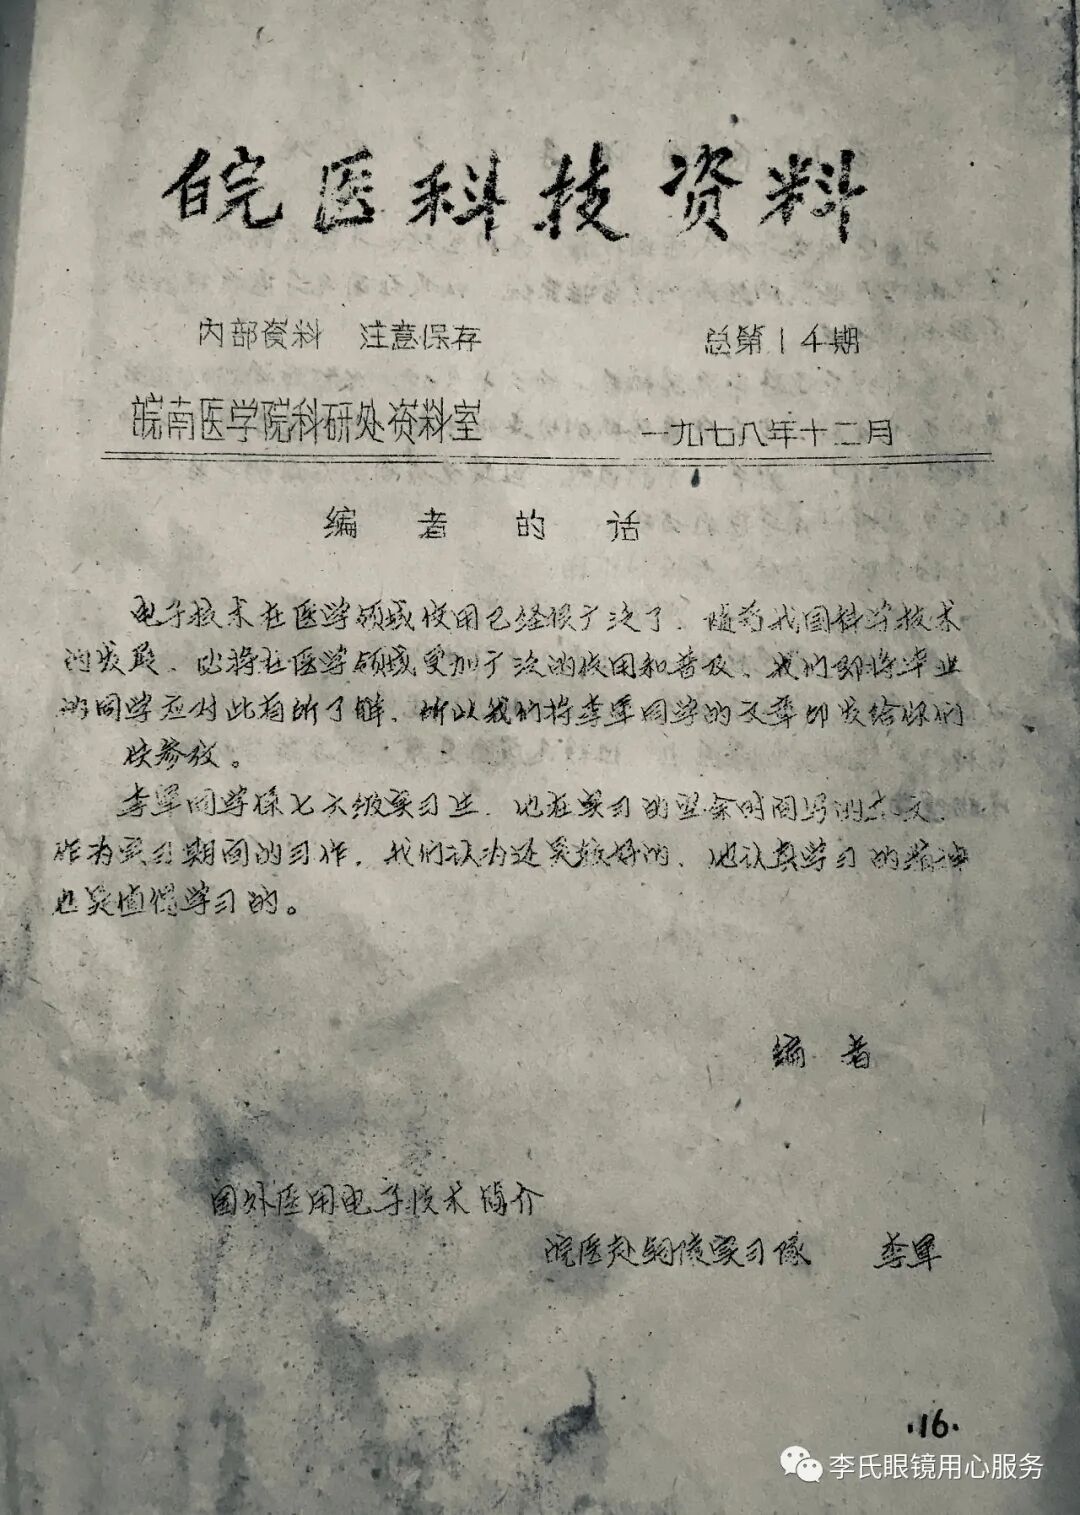 皖医科技资料
内部资料 注意保存 总第14期
皖南医学院科研处资料室 一九七八年十二月
编者的话
电子技术在医学领域使用已经很广泛了，随着我国科学技术
的发展，必将在医学领域更加广泛的使用和普及、我们即将毕业
的同学应对此有所了解，所以我们将李军同学的文章印发给你们
供参考。
李军同学系七六级实习生，他在实习的业余时间写的本文，
作为实习期间的习作，我们认为还是较好的，他认真学习的精神
也是值得学习的。
编者
国外医用电子技术简介
皖医赴铜陵实习队 李军
·16·
李氏眼镜用心服务